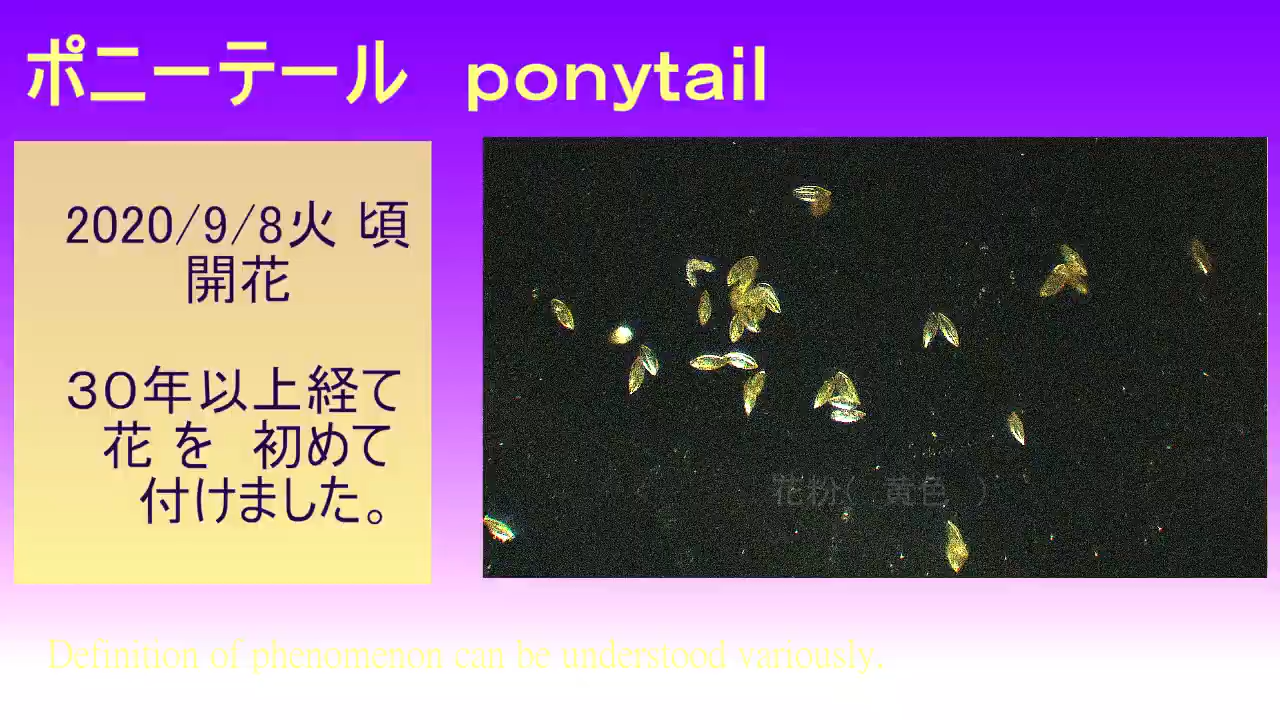 ポニーテール　ponytail
2020/9/8火 頃
開花
３０年以上経て
花 を　初めて
付けました。
花粉(　黄色　)
Definition of phenomenon can be understood variously.